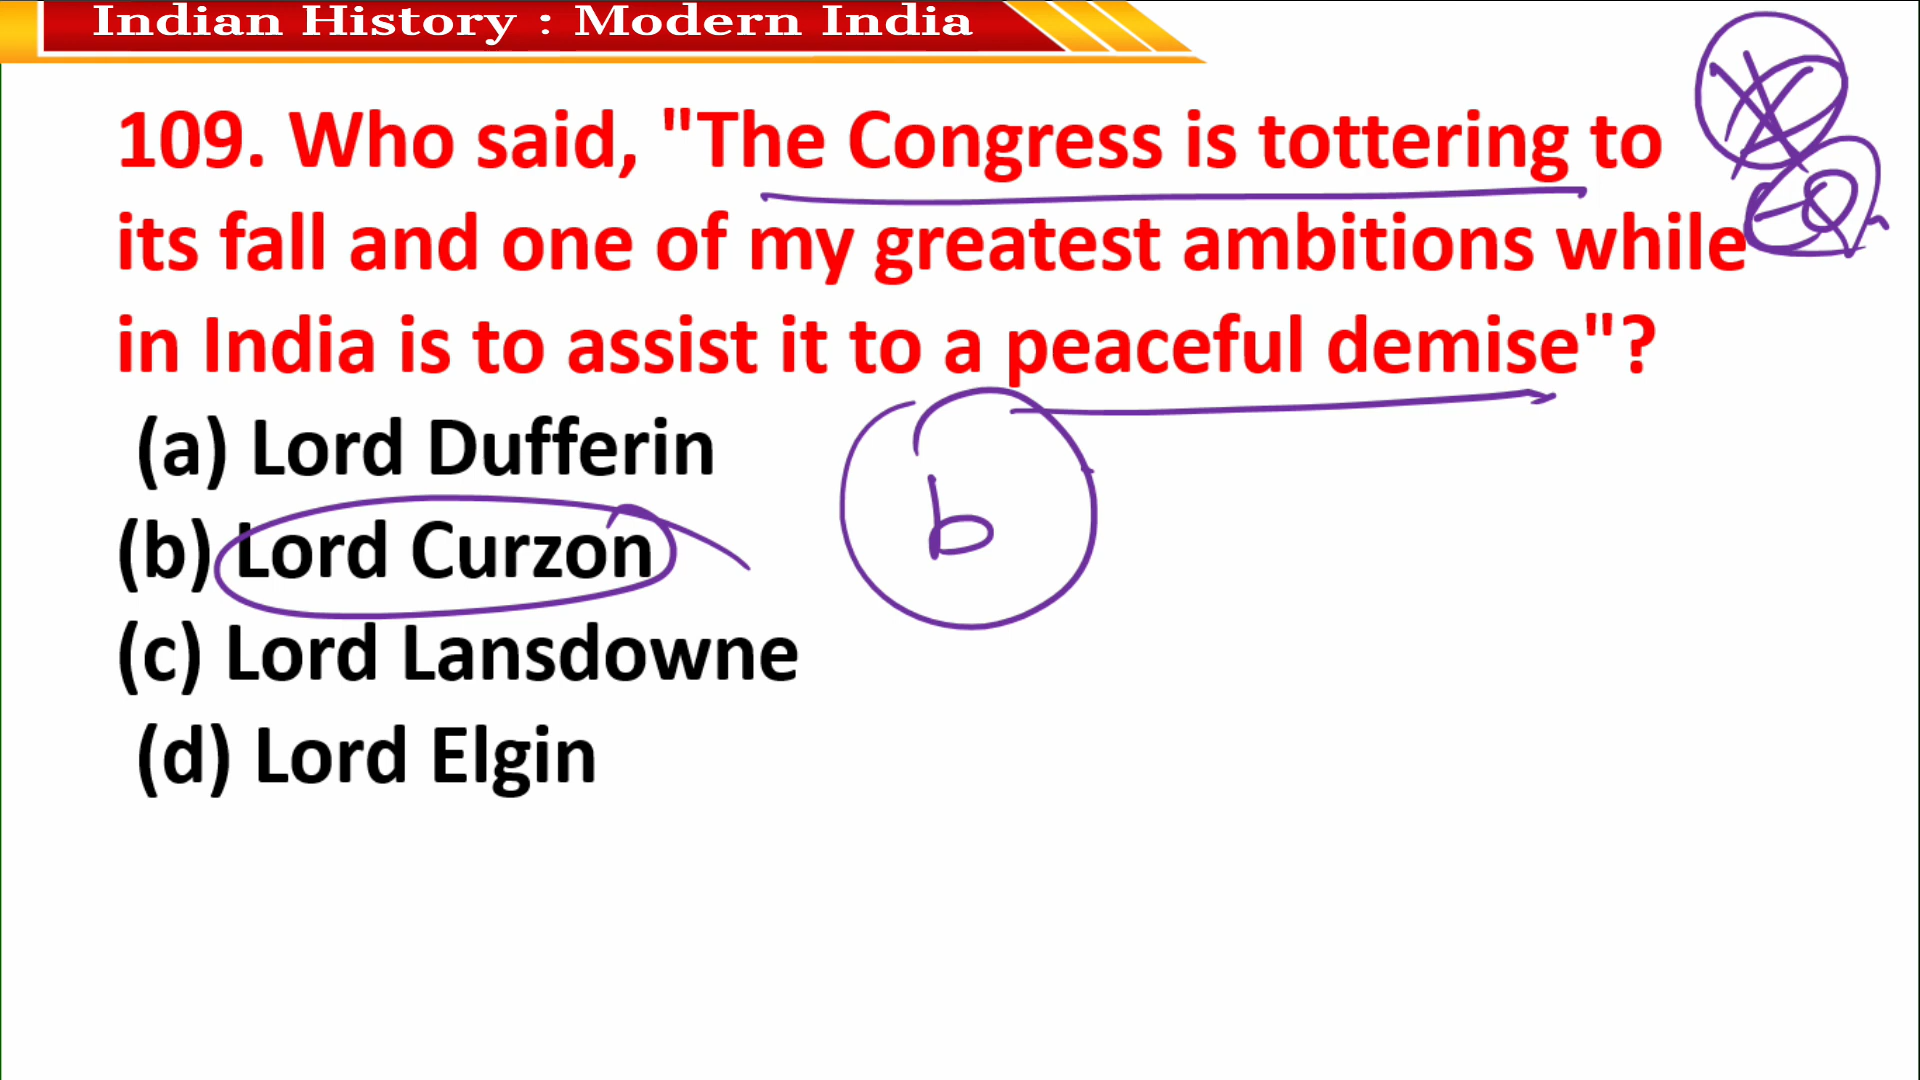 Indian History : Modern India
109. Who said, "The Congress is tottering to
its fall and one of my greatest ambitions while
in India is to assist it to a peaceful demise"?
(a) Lord Dufferin
(b) Lord Curzon
b
(c) Lord Lansdowne
(d) Lord Elgin